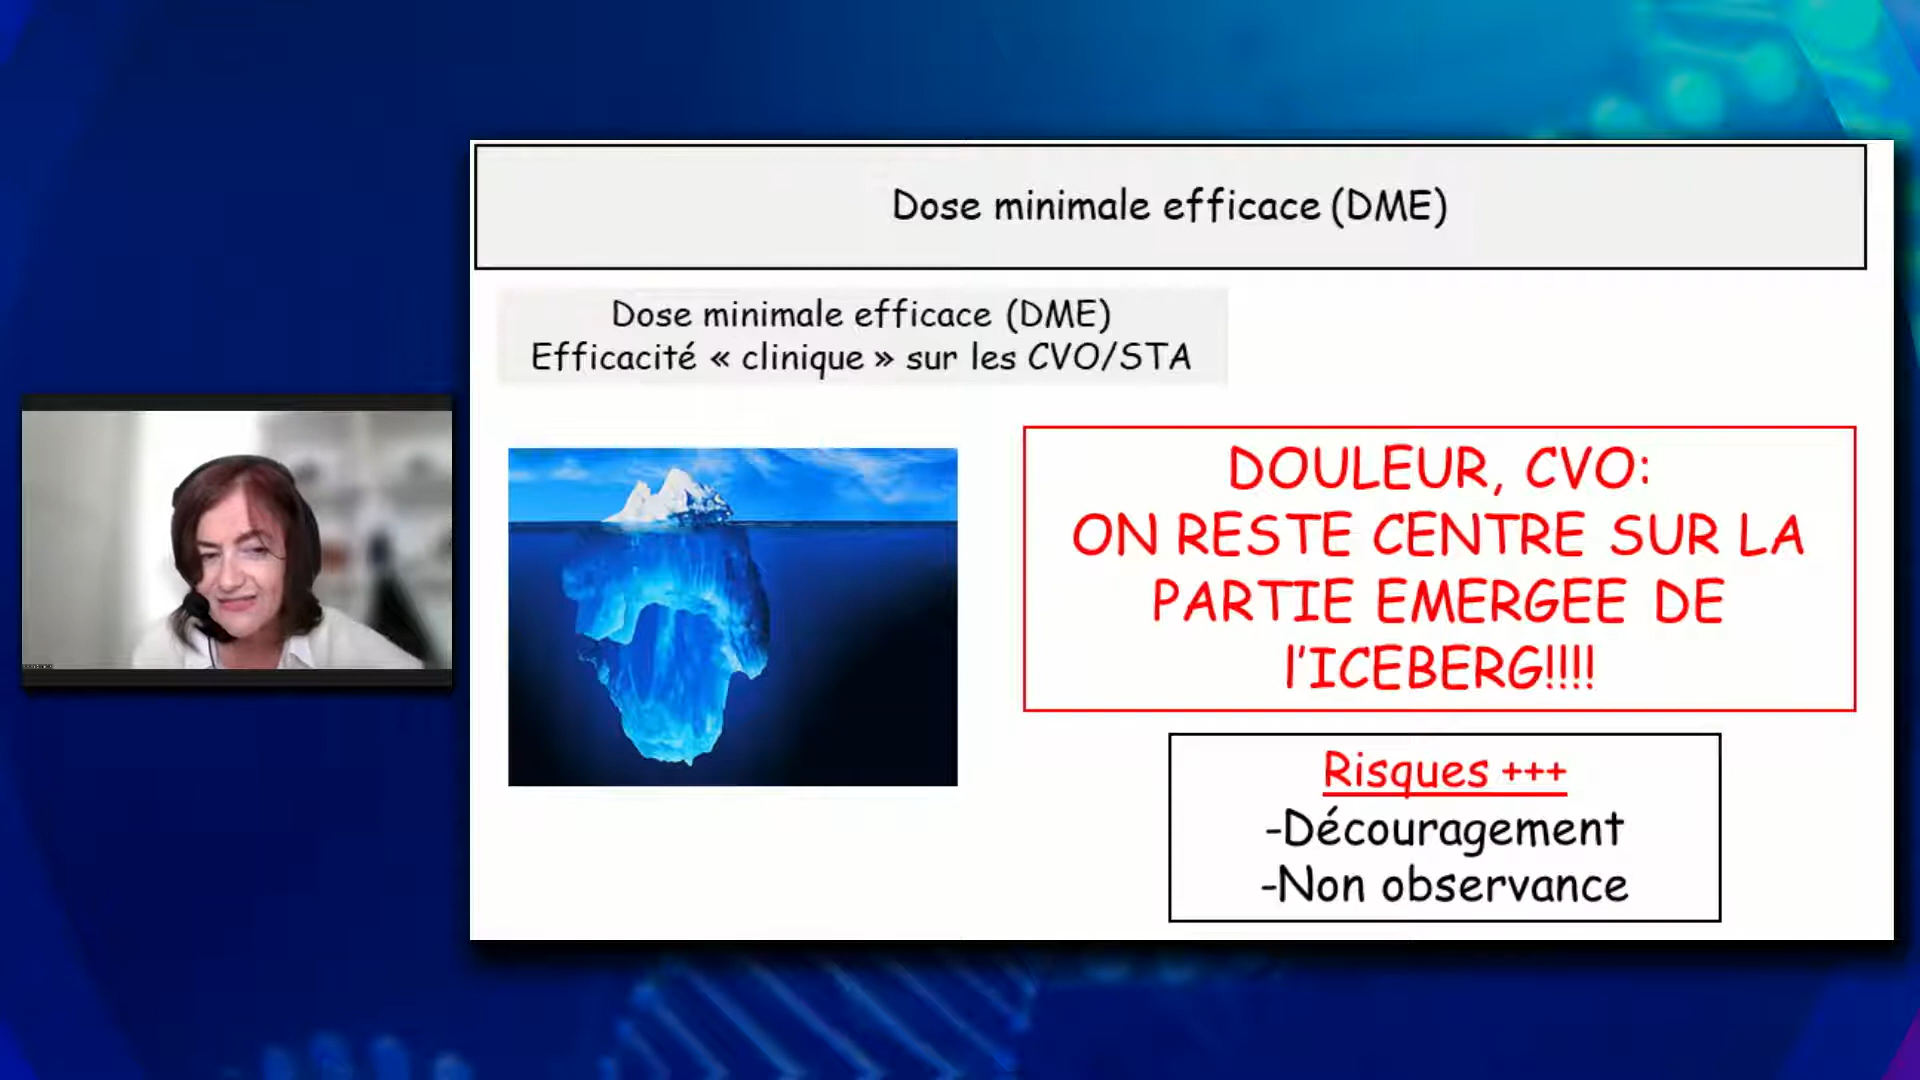 Dose minimale efficace (DME)
Dose minimale efficace (DME)
Efficacité « clinique » sur les CVO/STA
DOULEUR, CVO:
ON RESTE CENTRE SUR LA
PARTIE EMERGEE DE
l'ICEBERG!!!!
Risques +++
-Découragement
-Non observance